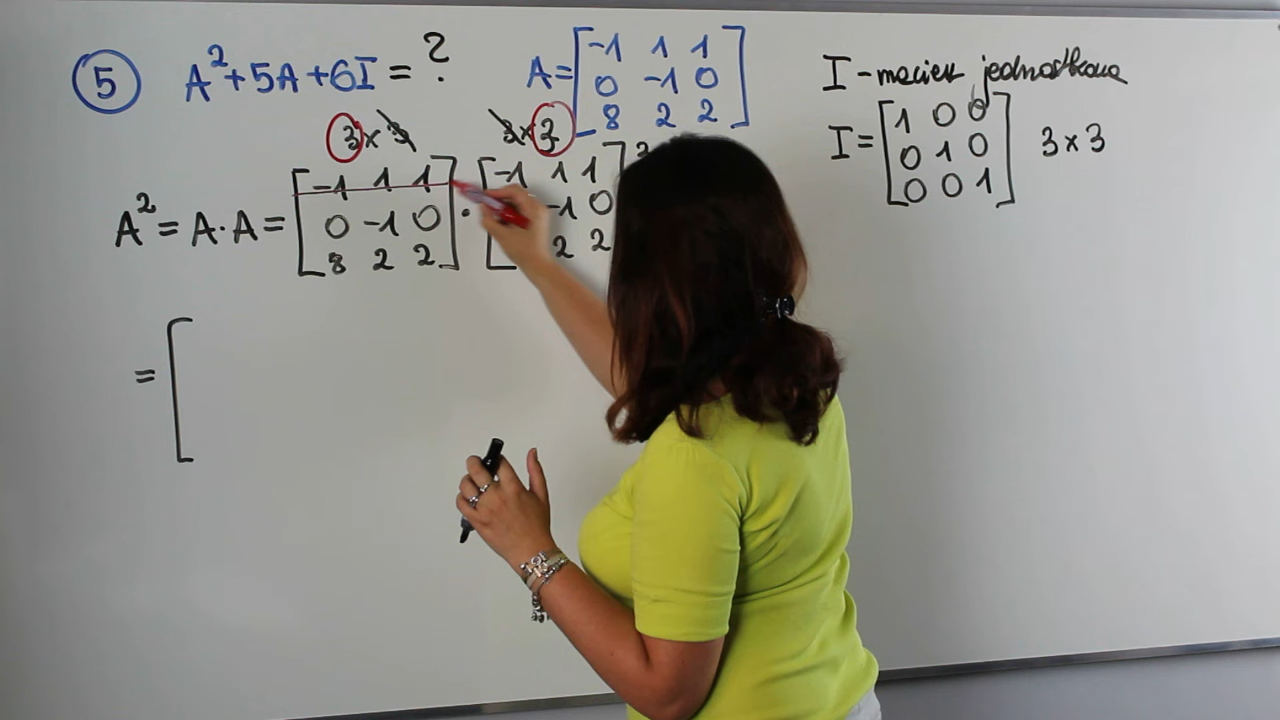 5 A²+5A+6I=? A=[-1 1 1
0 -1 0
8 2 2]
I - macierz jednostkowa
I=[1 0 0
0 1 0
0 0 1] 3×3
3×3 3×3
A²=A·A=[-1 1 1
0 -1 0
8 2 2] · [-1 1 1
-1 0
2 2]
=[